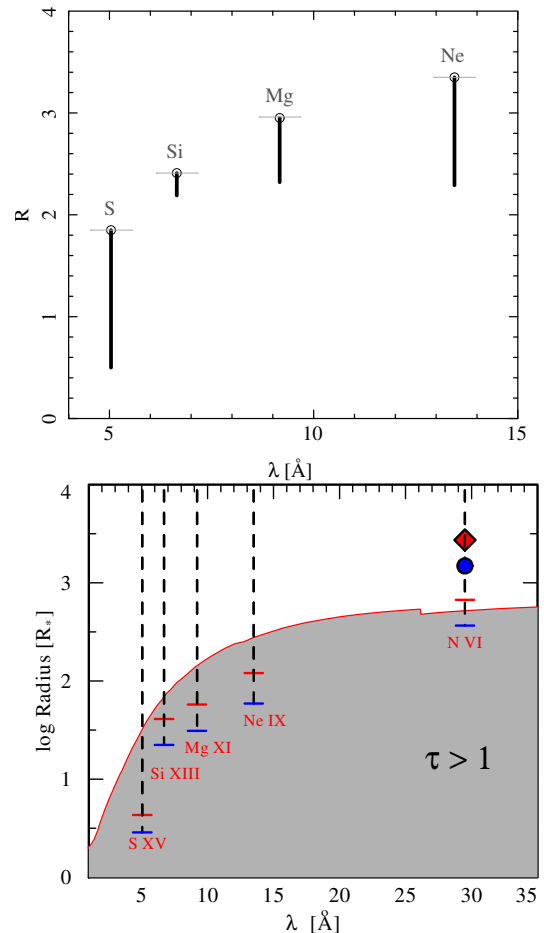 4
Ne
Mg
3
Si
S
R
2
1
0
5 10 15
λ [Å]
4
3
N VI
log Radius [R*]
2
Ne IX
Mg XI
Si XIII
τ > 1
1
S XV
0
5 10 15 20 25 30 35
λ [Å]